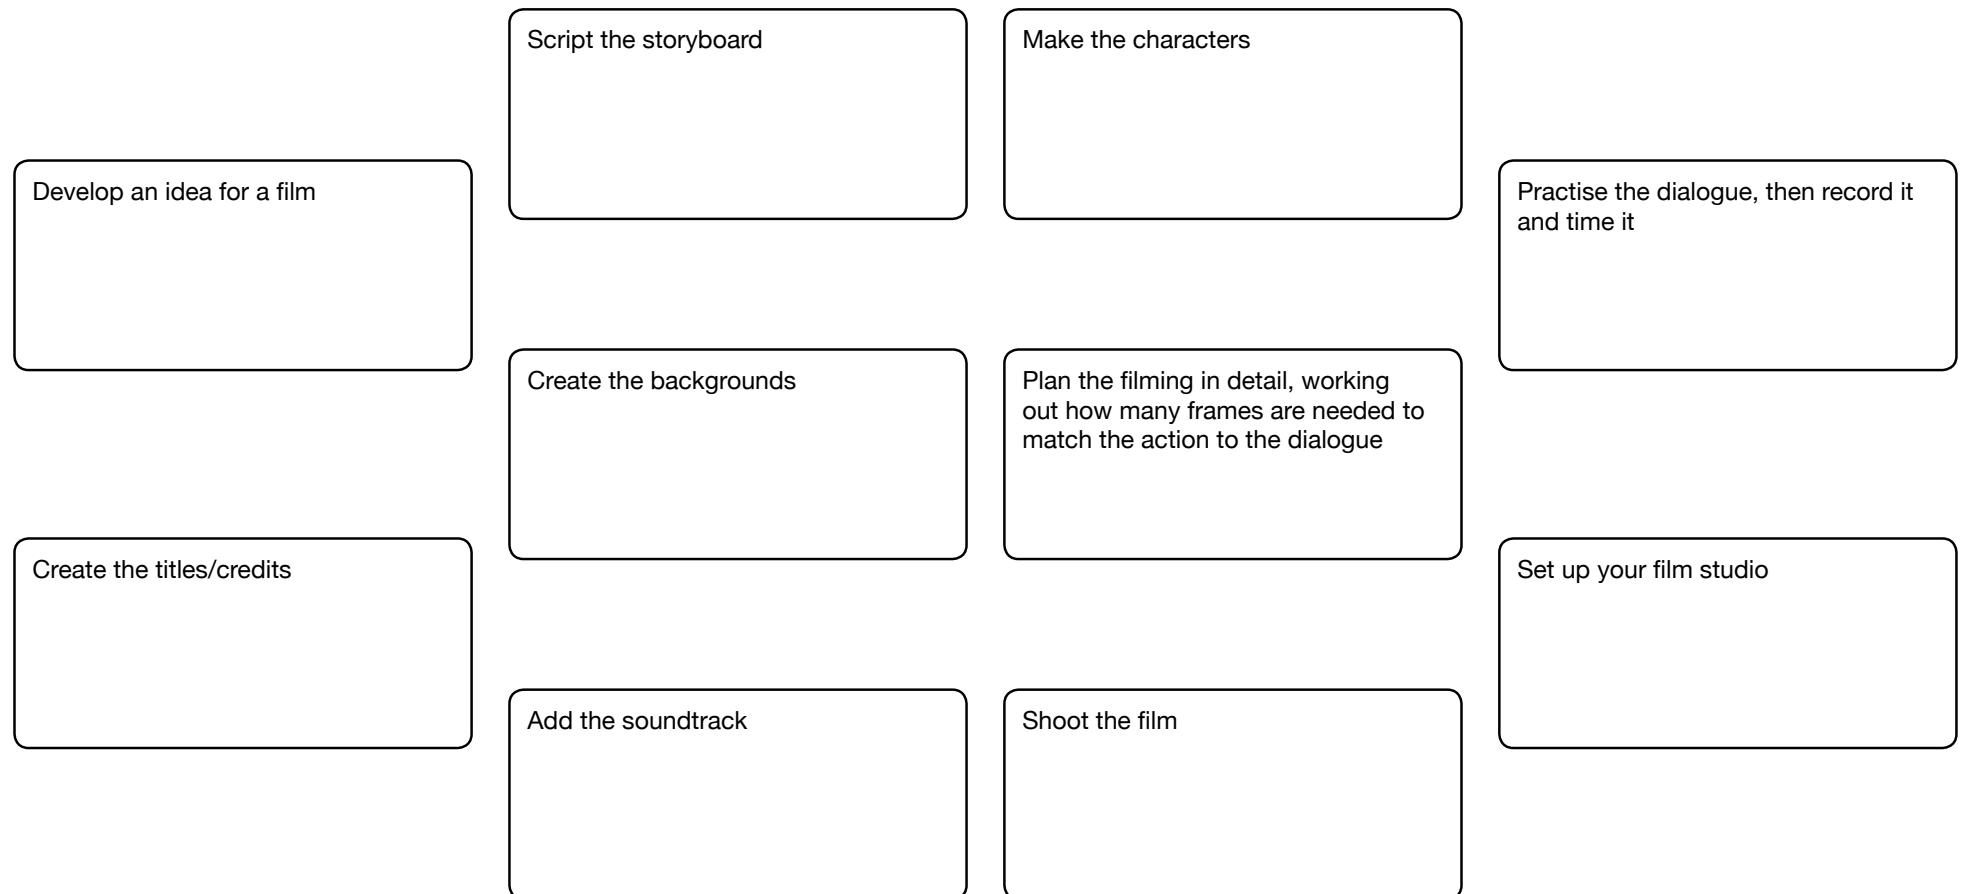 Script the storyboard
Make the characters
Develop an idea for a film
Practise the dialogue, then record it
and time it
Create the backgrounds
Plan the filming in detail, working
out how many frames are needed to
match the action to the dialogue
Create the titles/credits
Set up your film studio
Add the soundtrack
Shoot the film